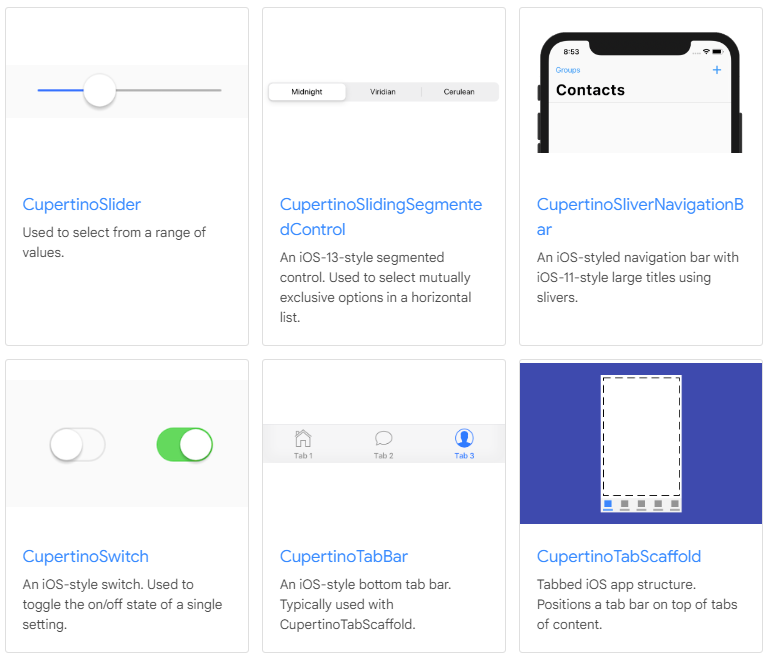 CupertinoSlider
Used to select from a range of
values.
Midnight Viridian Cerulean
CupertinoSlidingSegmente
dControl
An iOS-13-style segmented
control. Used to select mutually
exclusive options in a horizontal
list.
8:53
Groups +
Contacts
CupertinoSliverNavigationB
ar
An iOS-styled navigation bar with
iOS-11-style large titles using
slivers.
CupertinoSwitch
An iOS-style switch. Used to
toggle the on/off state of a single
setting.
Tab 1 Tab 2 Tab 3
CupertinoTabBar
An iOS-style bottom tab bar.
Typically used with
CupertinoTabScaffold.
CupertinoTabScaffold
Tabbed iOS app structure.
Positions a tab bar on top of tabs
of content.